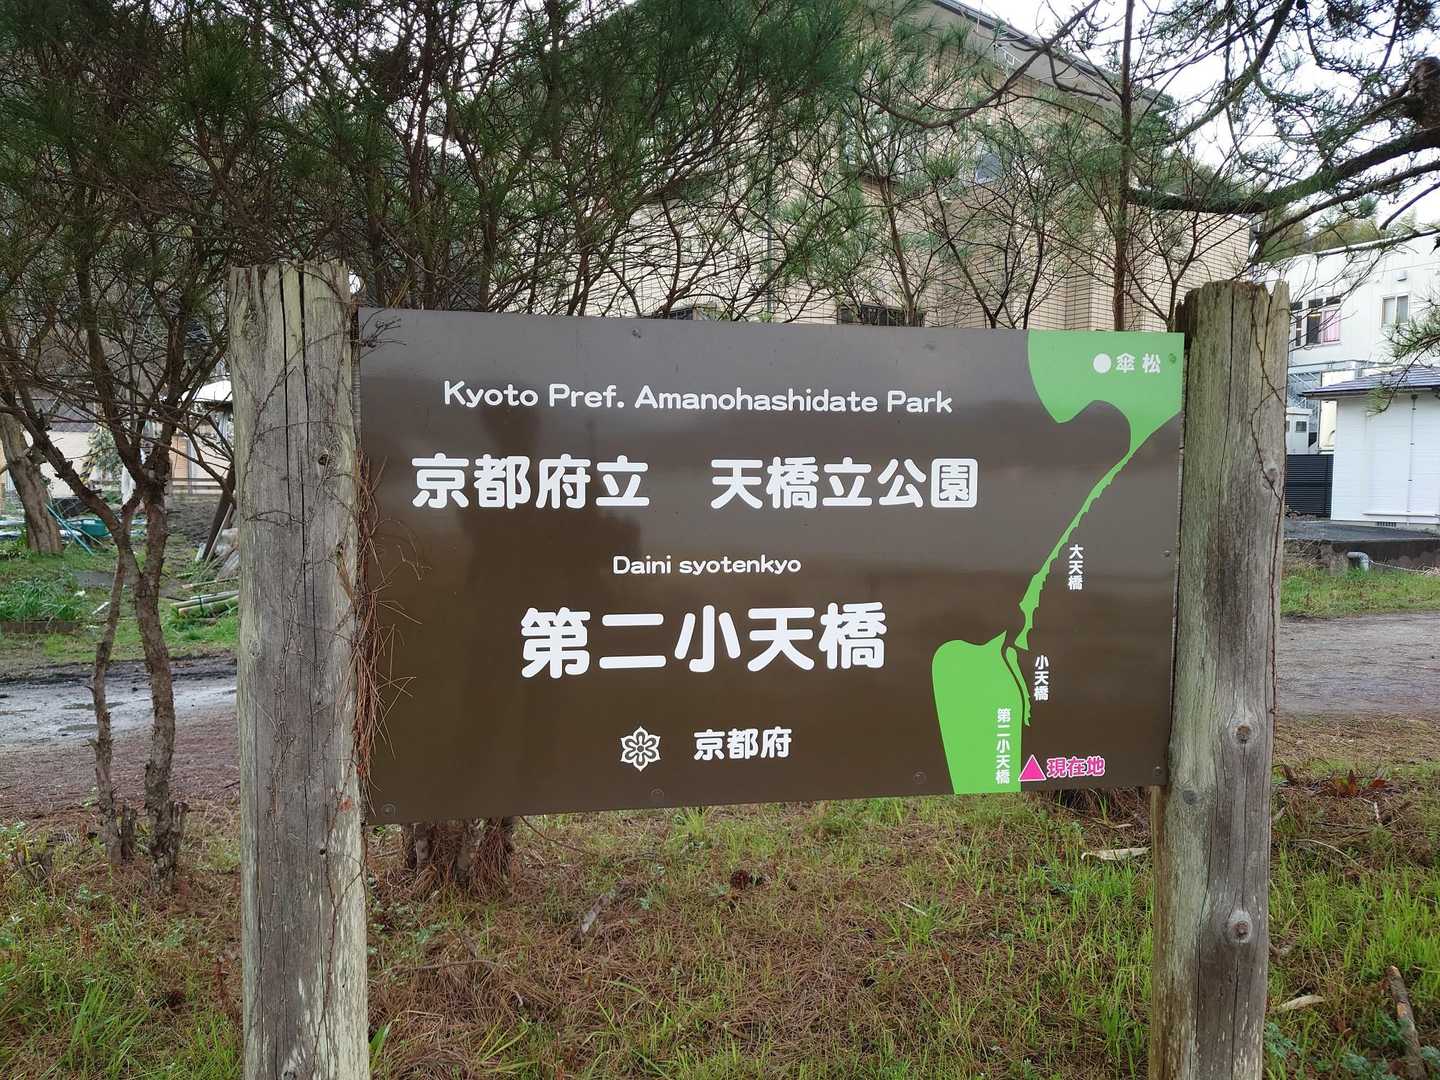 Kyoto Pref. Amanohashidate Park
京都府立 天橋立公園
Daini syotenkyo
第二小天橋
京都府
傘松
大天橋
小天橋
第二小天橋
現在地